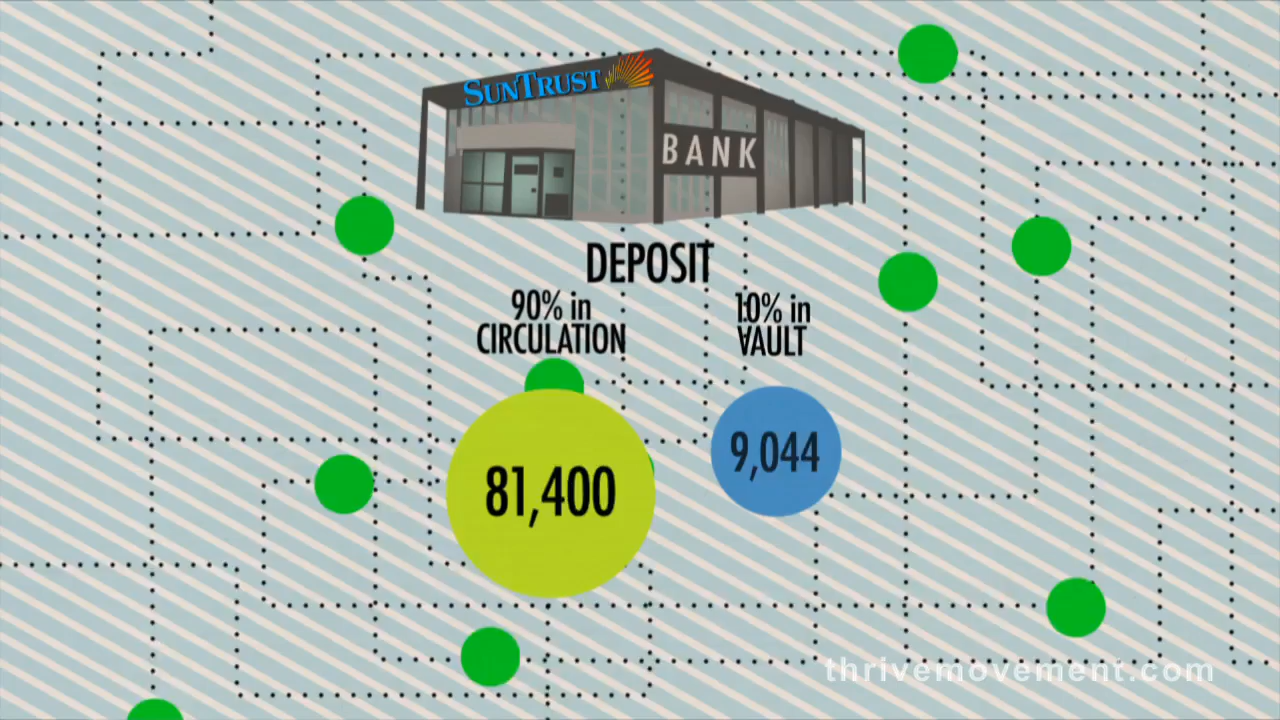 SUNTRUST
BANK
DEPOSIT
90% in
CIRCULATION
10% in
VAULT
81,400
9,044
thrivemovement.com